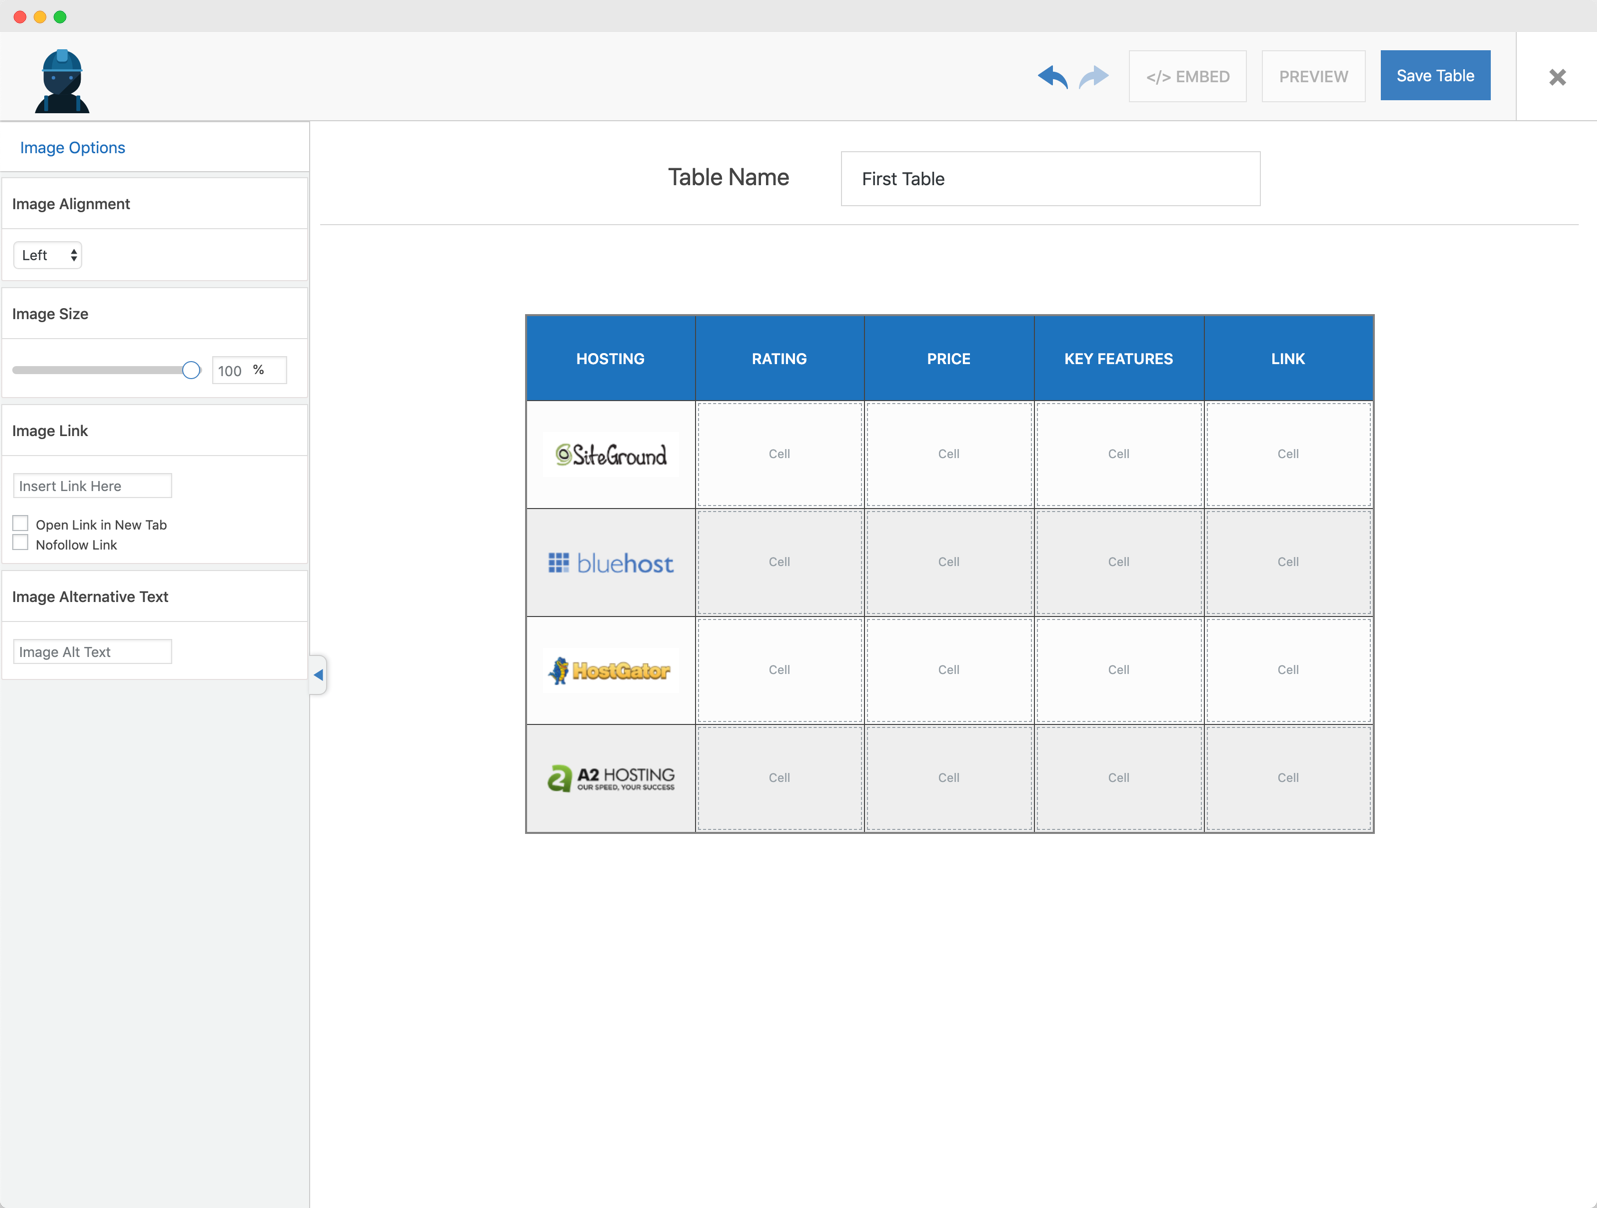 </> EMBED
PREVIEW
Save Table
Image Options
Image Alignment
Left
Image Size
100 %
Image Link
Insert Link Here
Open Link in New Tab
Nofollow Link
Image Alternative Text
Image Alt Text
Table Name
First Table
HOSTING RATING PRICE KEY FEATURES LINK
SiteGround Cell Cell Cell Cell
bluehost Cell Cell Cell Cell
HostGator Cell Cell Cell Cell
A2 HOSTING
OUR SPEED, YOUR SUCCESS
Cell Cell Cell Cell